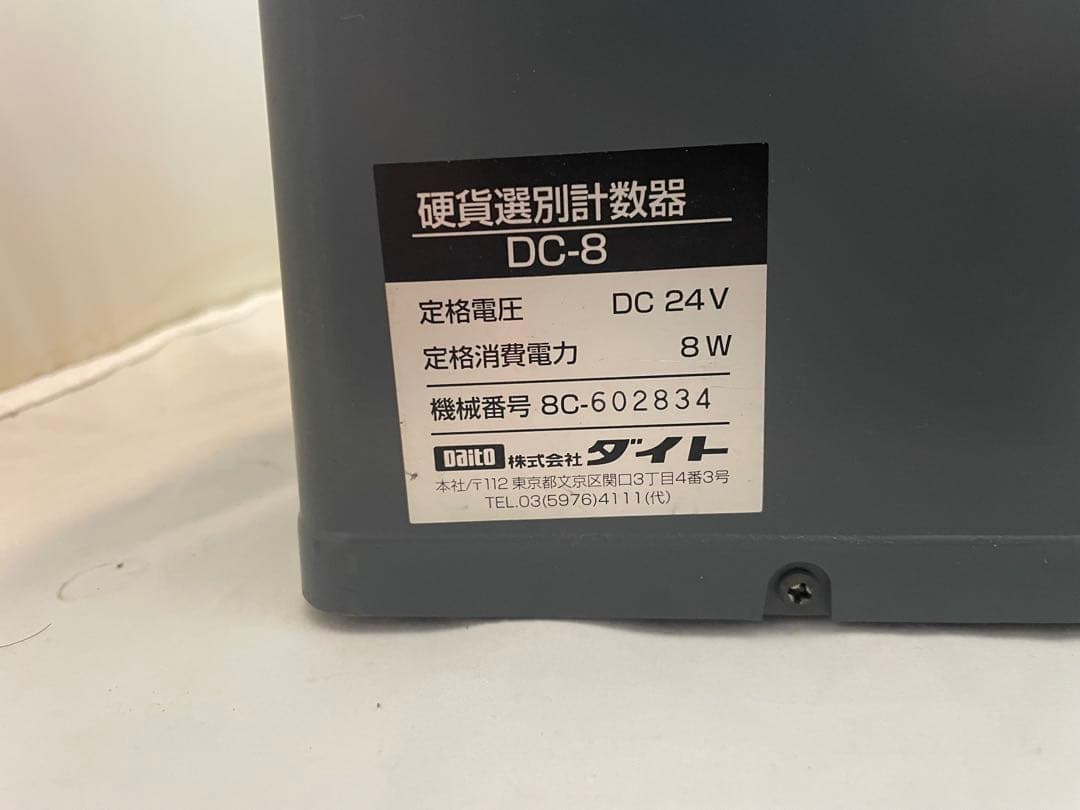 硬貨選別計数器
DC-8
定格電圧 DC 24V
定格消費電力 8W
機械番号 8C-602834
Daito 株式会社 ダイト
本社/〒112 東京都文京区関口3丁目4番3号
TEL.03(5976)4111(代)